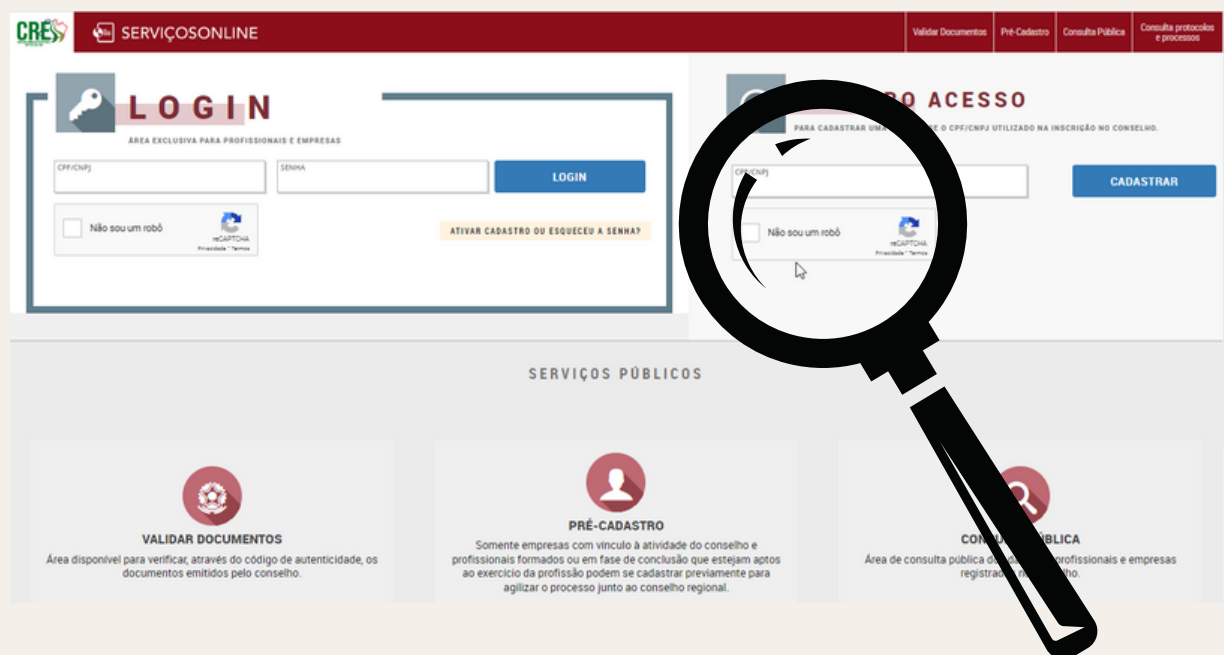 CRESS
SERVIÇOSONLINE
Validar Documentos
Pré-Cadastro
Consulta Pública
Consulta protocolos
e processos
LOGIN
ÁREA EXCLUSIVA PARA PROFISSIONAIS E EMPRESAS
CPF/CNPJ
SENHA
LOGIN
Não sou um robô
reCAPTCHA
Privacidade - Termos
ATIVAR CADASTRO OU ESQUECEU A SENHA?
ACESSO
PARA CADASTRAR UMA E O CPF/CNPJ UTILIZADO NA INSCRIÇÃO NO CONSELHO.
CPF/CNPJ
CADASTRAR
Não sou um robô
reCAPTCHA
Privacidade - Termos
SERVIÇOS PÚBLICOS
VALIDAR DOCUMENTOS
Área disponível para verificar, através do código de autenticidade, os
documentos emitidos pelo conselho.
PRÉ-CADASTRO
Somente empresas com vínculo à atividade do conselho e
profissionais formados ou em fase de conclusão que estejam aptos
ao exercício da profissão podem se cadastrar previamente para
agilizar o processo junto ao conselho regional.
Área de consulta pública profissionais e empresas